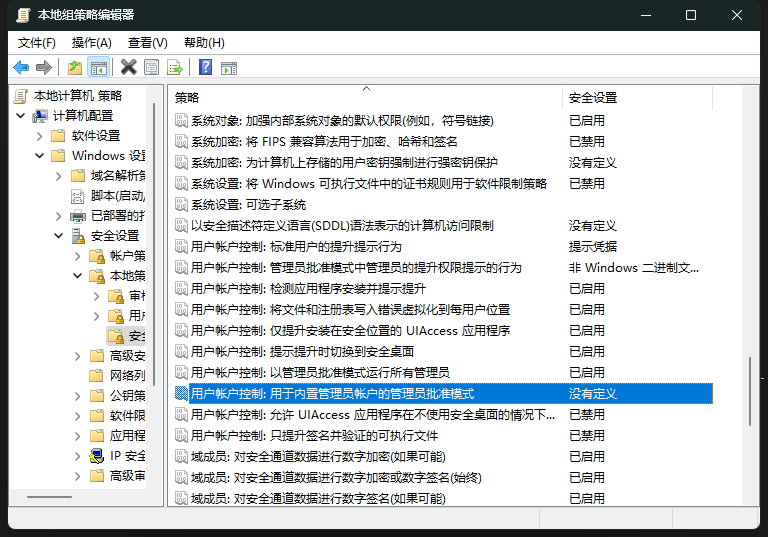 本地组策略编辑器
文件(F) 操作(A) 查看(V) 帮助(H)
本地计算机 策略
计算机配置
软件设置
Windows 设
域名解析
脚本(启动/
已部署的打
安全设置
帐户策
本地策
审
用户
安全
高级安
网络列
公钥策
软件限
应用程
IP 安全
高级审
策略 安全设置
系统对象: 加强内部系统对象的默认权限(例如，符号链接) 已启用
系统加密: 将 FIPS 兼容算法用于加密、哈希和签名 已禁用
系统加密: 为计算机上存储的用户密钥强制进行强密钥保护 没有定义
系统设置: 将 Windows 可执行文件中的证书规则用于软件限制策略 已禁用
系统设置: 可选子系统
以安全描述符定义语言(SDDL)语法表示的计算机访问限制 没有定义
用户帐户控制: 标准用户的提升提示行为 提示凭据
用户帐户控制: 管理员批准模式中管理员的提升权限提示的行为 非 Windows 二进制文...
用户帐户控制: 检测应用程序安装并提示提升 已启用
用户帐户控制: 将文件和注册表写入错误虚拟化到每用户位置 已启用
用户帐户控制: 仅提升安装在安全位置的 UIAccess 应用程序 已启用
用户帐户控制: 提示提升时切换到安全桌面 已启用
用户帐户控制: 以管理员批准模式运行所有管理员 已启用
用户帐户控制: 用于内置管理员帐户的管理员批准模式 没有定义
用户帐户控制: 允许 UIAccess 应用程序在不使用安全桌面的情况下... 已禁用
用户帐户控制: 只提升签名并验证的可执行文件 已禁用
域成员: 对安全通道数据进行数字加密(如果可能) 已启用
域成员: 对安全通道数据进行数字加密或数字签名(始终) 已启用
域成员: 对安全通道数据进行数字签名(如果可能) 已启用